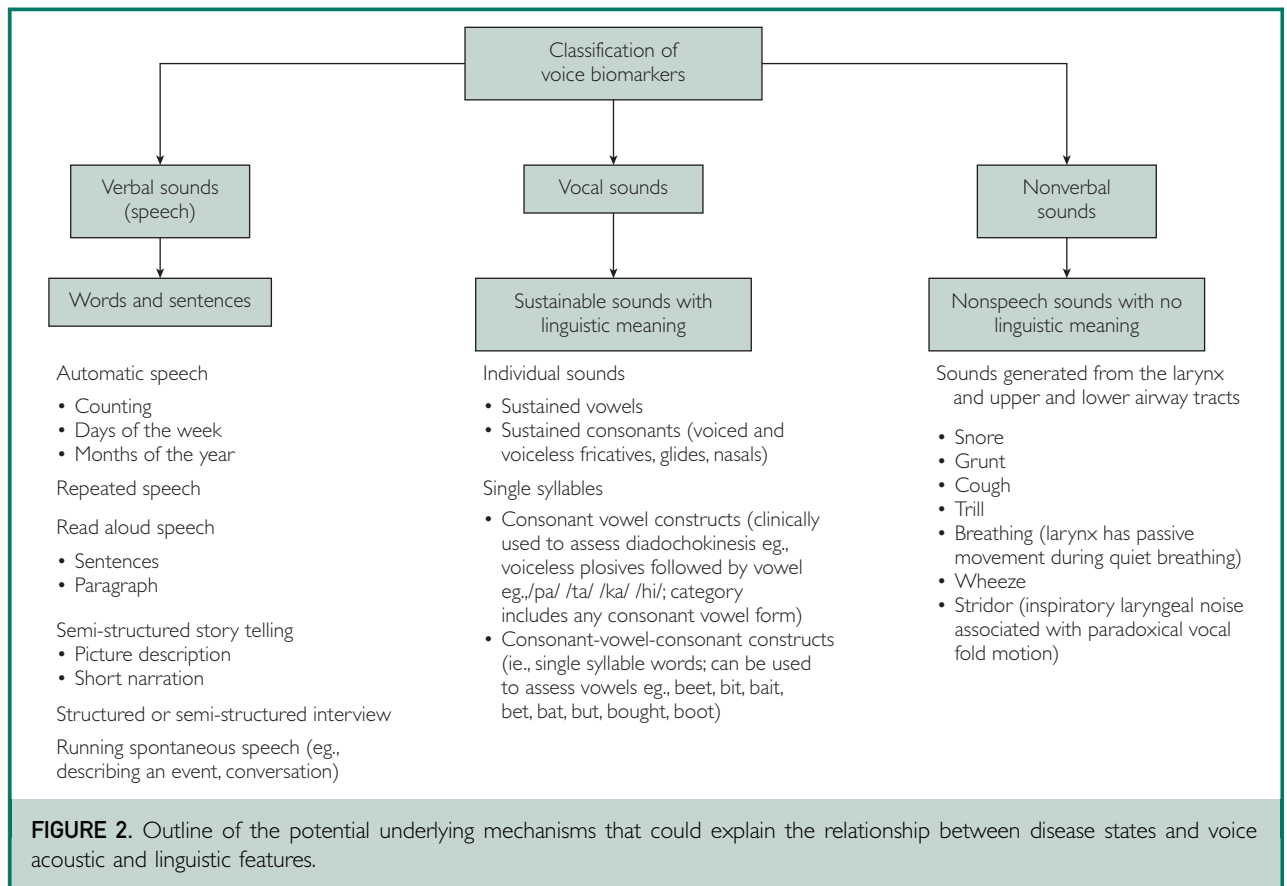 Classification of
voice biomarkers
Verbal sounds
(speech)
Words and sentences
Automatic speech
• Counting
• Days of the week
• Months of the year
Repeated speech
Read aloud speech
• Sentences
• Paragraph
Semi-structured story telling
• Picture description
• Short narration
Structured or semi-structured interview
Running spontaneous speech (eg.,
describing an event, conversation)
Vocal sounds
Sustainable sounds with
linguistic meaning
Individual sounds
• Sustained vowels
• Sustained consonants (voiced and
voiceless fricatives, glides, nasals)
Single syllables
• Consonant vowel constructs (clinically
used to assess diadochokinesis eg.,
voiceless plosives followed by vowel
eg.,/pa/ /ta/ /ka/ /hi/; category
includes any consonant vowel form)
• Consonant-vowel-consonant constructs
(ie., single syllable words; can be used
to assess vowels eg., beet, bit, bait,
bet, bat, but, bought, boot)
Nonverbal
sounds
Nonspeech sounds with no
linguistic meaning
Sounds generated from the larynx
and upper and lower airway tracts
• Snore
• Grunt
• Cough
• Trill
• Breathing (larynx has passive
movement during quiet breathing)
• Wheeze
• Stridor (inspiratory laryngeal noise
associated with paradoxical vocal
fold motion)
FIGURE 2. Outline of the potential underlying mechanisms that could explain the relationship between disease states and voice
acoustic and linguistic features.